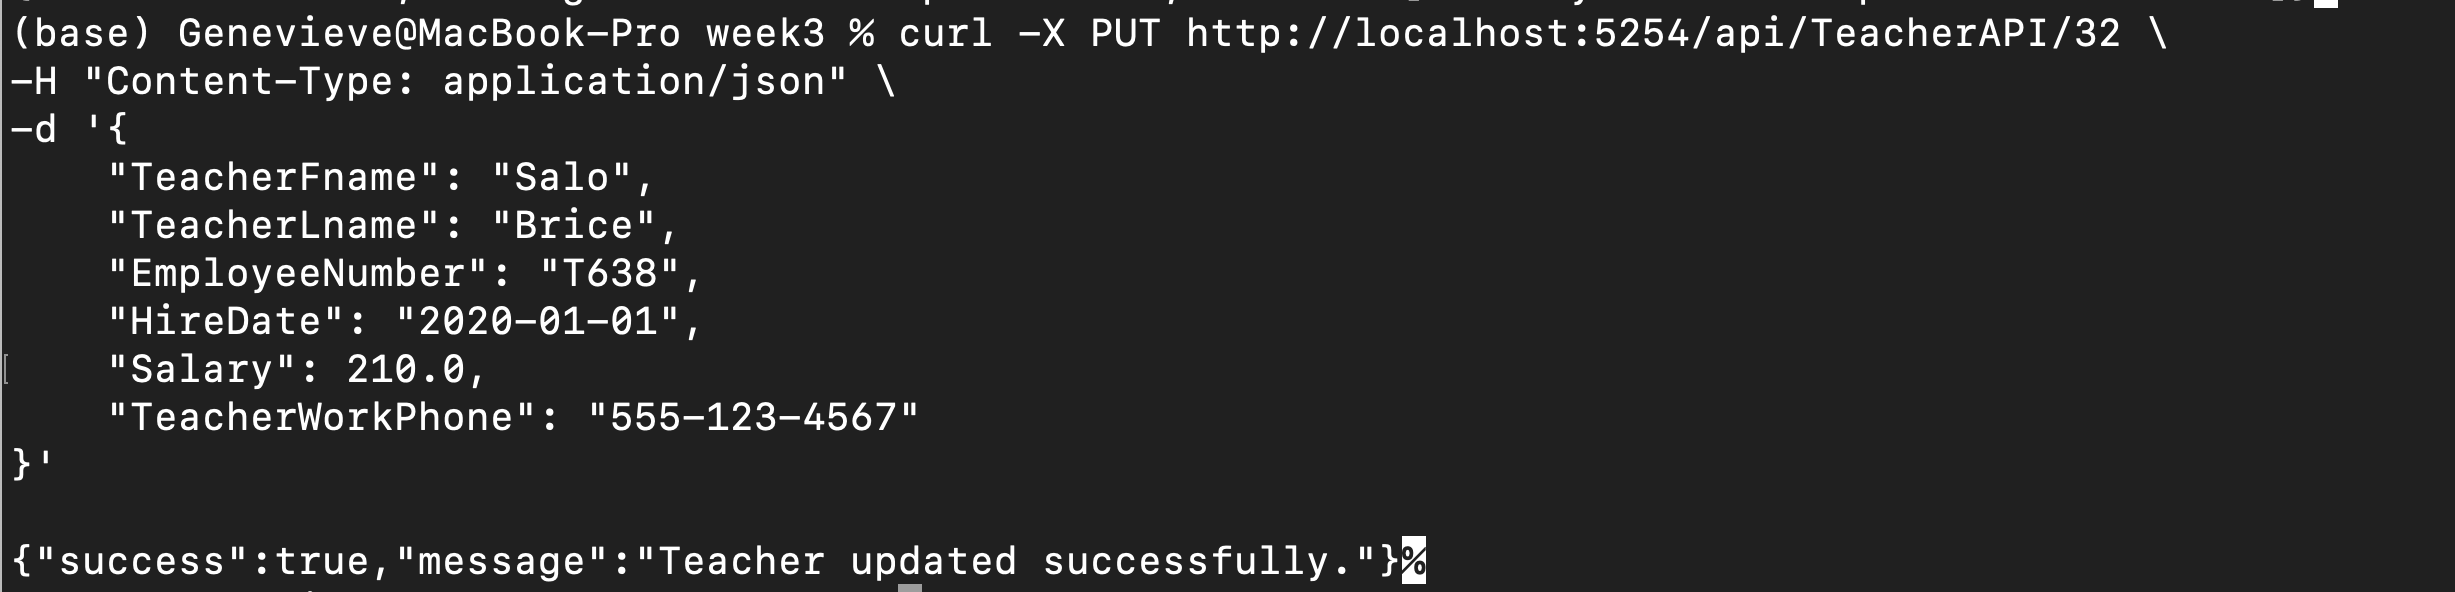 (base) Genevieve@MacBook-Pro week3 % curl -X PUT http://localhost:5254/api/TeacherAPI/32 \
-H "Content-Type: application/json" \
-d '{
    "TeacherFname": "Salo",
    "TeacherLname": "Brice",
    "EmployeeNumber": "T638",
    "HireDate": "2020-01-01",
    "Salary": 210.0,
    "TeacherWorkPhone": "555-123-4567"
}'
{"success":true,"message":"Teacher updated successfully."}%